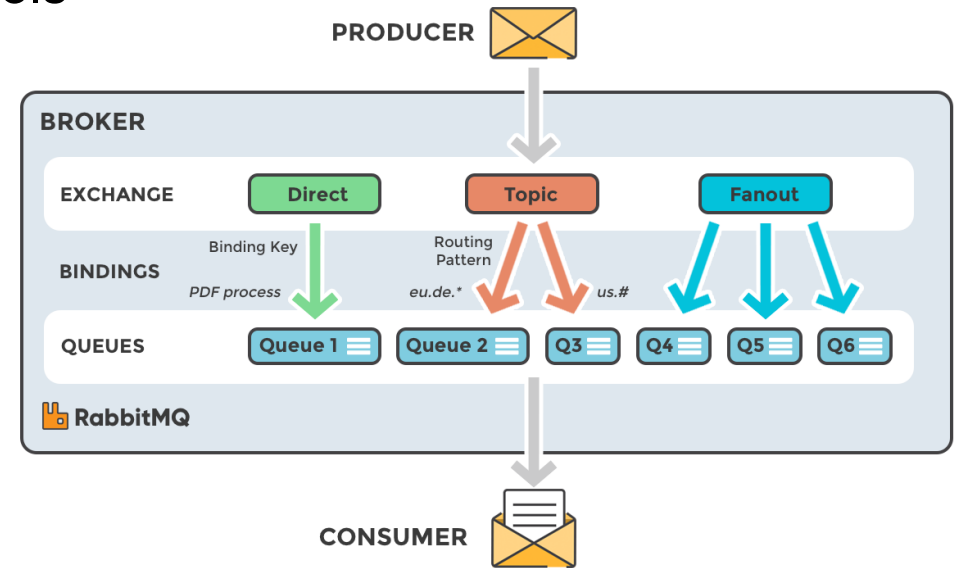 PRODUCER
BROKER
EXCHANGE
Direct
Topic
Fanout
Binding Key
Routing
Pattern
BINDINGS
PDF process
eu.de.*
us.#
QUEUES
Queue 1
Queue 2
Q3
Q4
Q5
Q6
RabbitMQ
CONSUMER